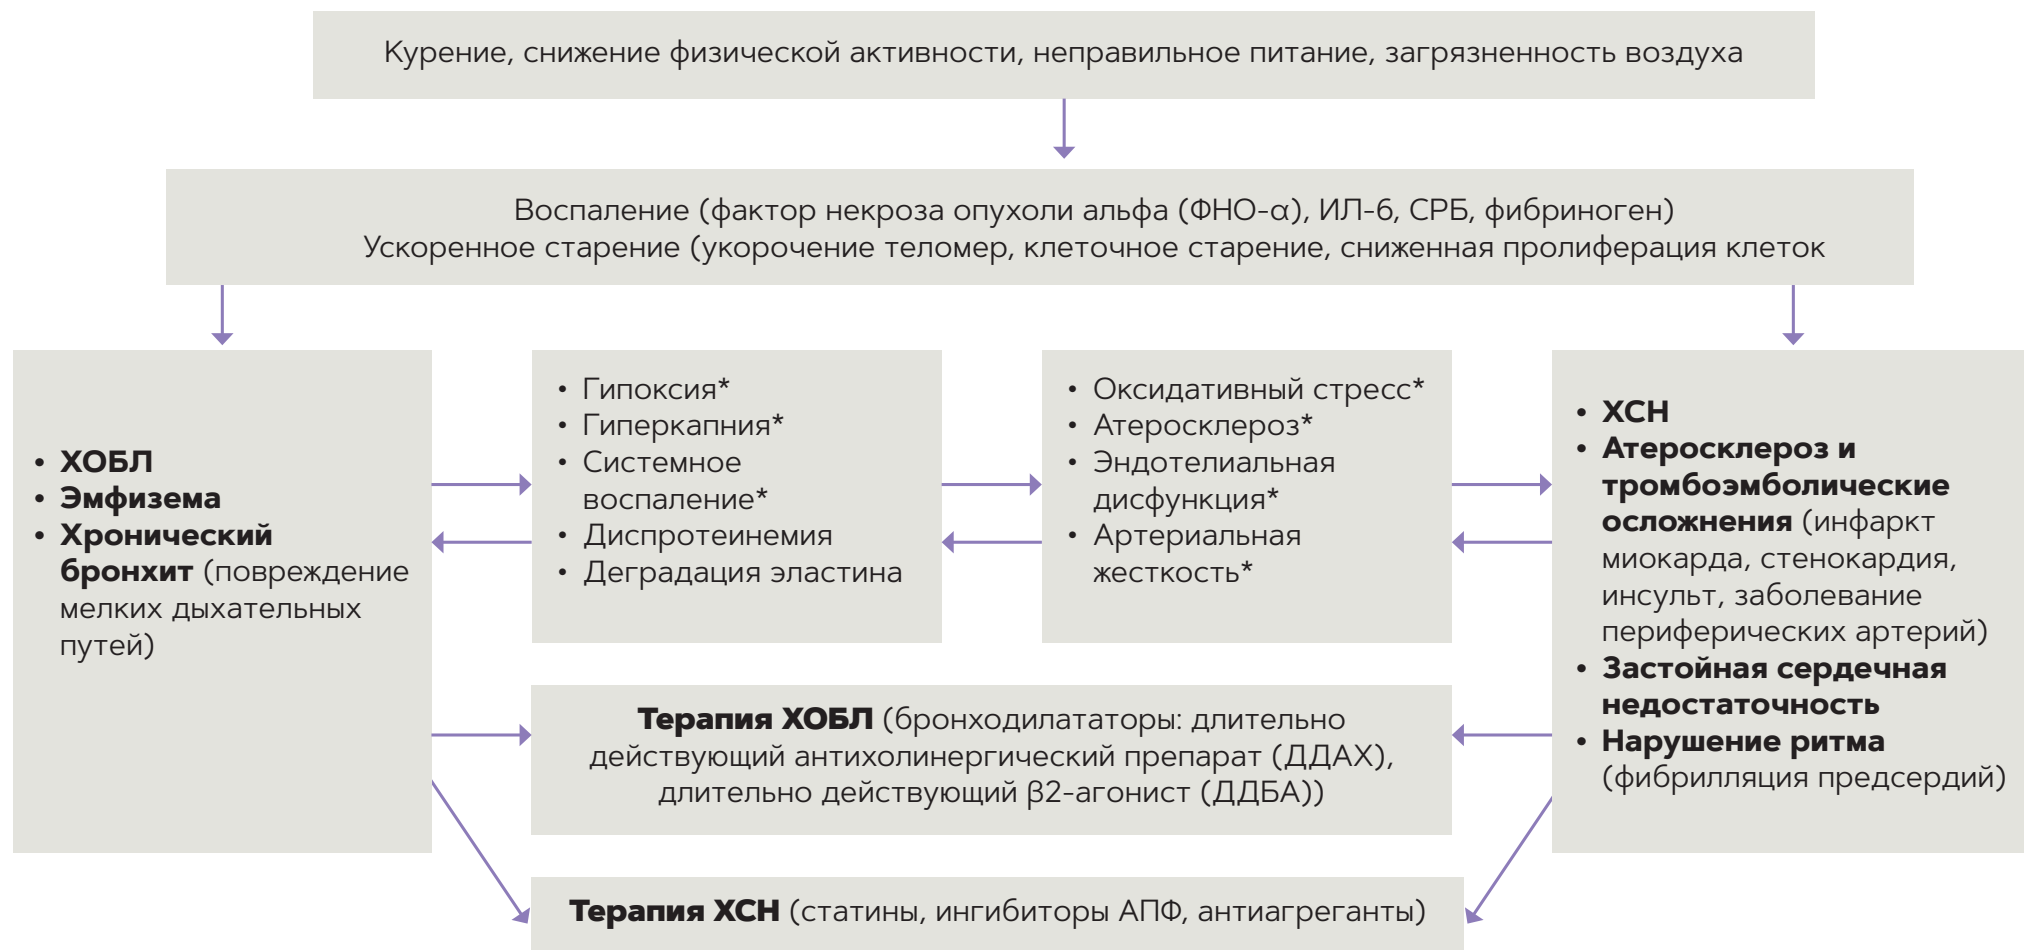 Курение, снижение физической активности, неправильное питание, загрязненность воздуха
Воспаление (фактор некроза опухоли альфа (ФНО-α), ИЛ-6, СРБ, фибриноген)
Ускоренное старение (укорочение теломер, клеточное старение, сниженная пролиферация клеток
• ХОБЛ
• Эмфизема
• Хронический
бронхит (повреждение
мелких дыхательных
путей)
• Гипоксия*
• Гиперкапния*
• Системное
воспаление*
• Диспротеинемия
• Деградация эластина
• Оксидативный стресс*
• Атеросклероз*
• Эндотелиальная
дисфункция*
• Артериальная
жесткость*
• ХСН
• Атеросклероз и
тромбоэмболические
осложнения (инфаркт
миокарда, стенокардия,
инсульт, заболевание
периферических артерий)
• Застойная сердечная
недостаточность
• Нарушение ритма
(фибрилляция предсердий)
Терапия ХОБЛ (бронходилататоры: длительно
действующий антихолинергический препарат (ДДАХ),
длительно действующий β2-агонист (ДДБА))
Терапия ХСН (статины, ингибиторы АПФ, антиагреганты)